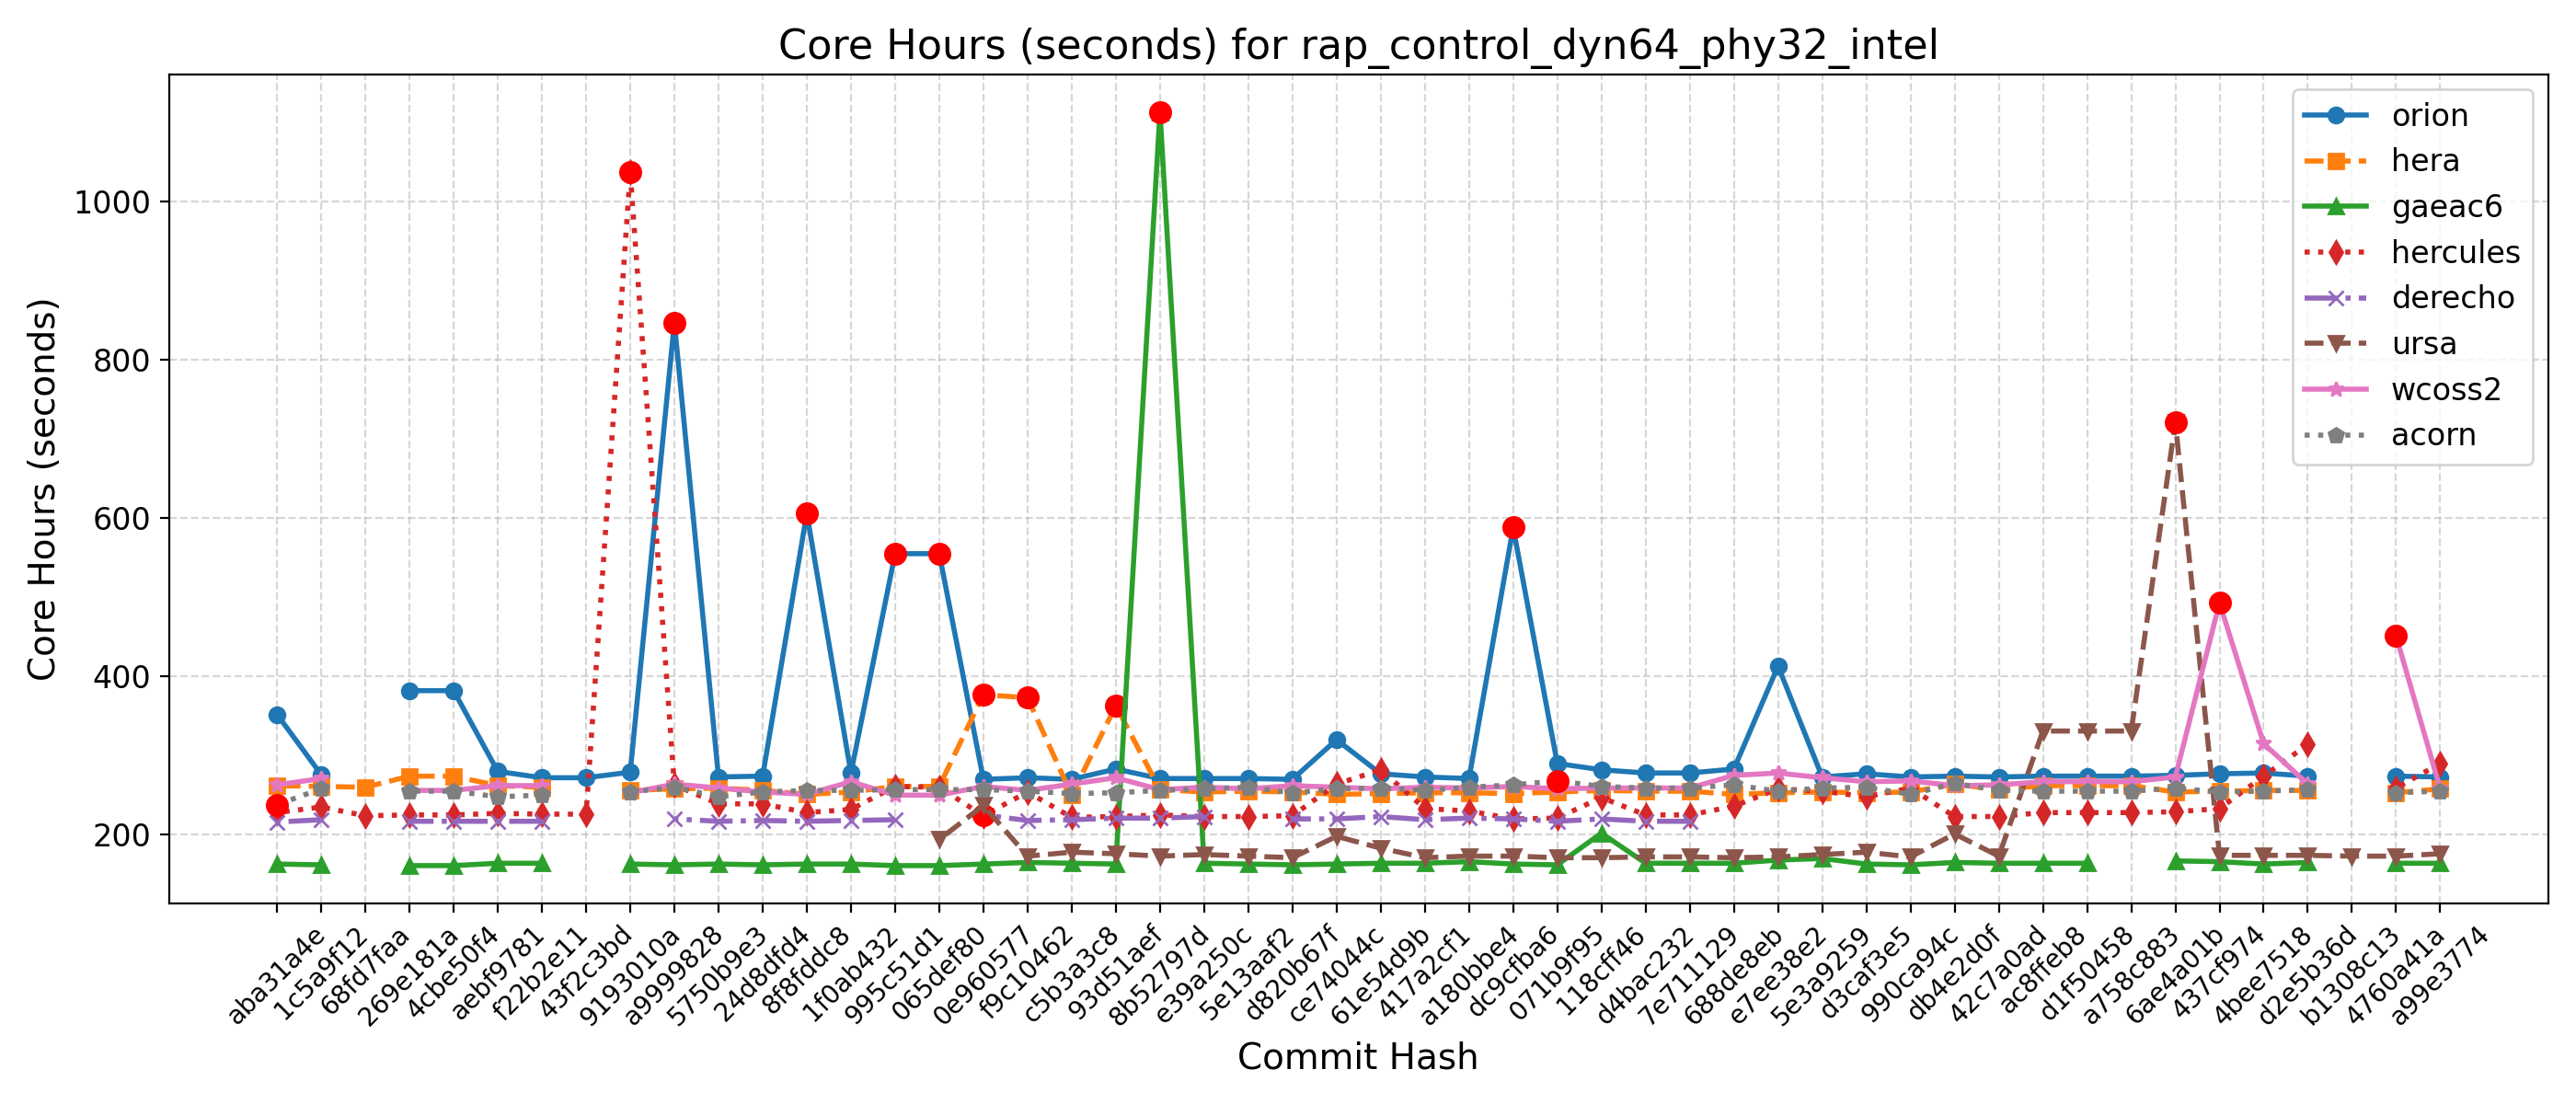 Core Hours (seconds) for rap_control_dyn64_phy32_intel
Core Hours (seconds)
1000
800
600
400
200
orion
hera
gaeac6
hercules
derecho
ursa
wcoss2
acorn
aba31a4e
1c5a9f12
68fd7faa
269e181a
4cbe50f4
aebf9781
f22b2e11
43f2c3bd
9193010a
a9999828
5750b9e3
24d8dfd4
8f8fddc8
1f0ab432
995c51d1
065def80
0e960577
f9c10462
c5b3a3c8
93d51aef
8b52797d
e39a250c
5e13aaf2
d820b67f
ce74044c
61e54d9b
417a2cf1
a180bbe4
dc9cfba6
071b9f95
118cff46
d4bac232
7e711129
688de8eb
e7ee38e2
5e3a9259
d3caf3e5
990ca94c
db4e2d0f
42c7a0ad
ac8ffeb8
d1f50458
a758c883
6ae4a01b
437cf974
4bee7518
d2e5b36d
b1308c13
4760a41a
a99e3774
Commit Hash